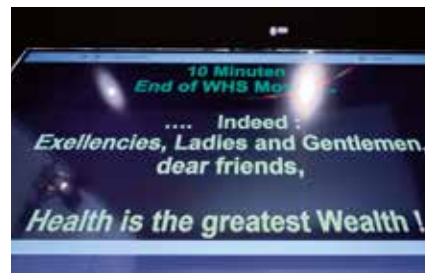 10 Minuten
End of WHS
.... Indeed :
Exellencies, Ladies and Gentlemen,
dear friends,
Health is the greatest Wealth !